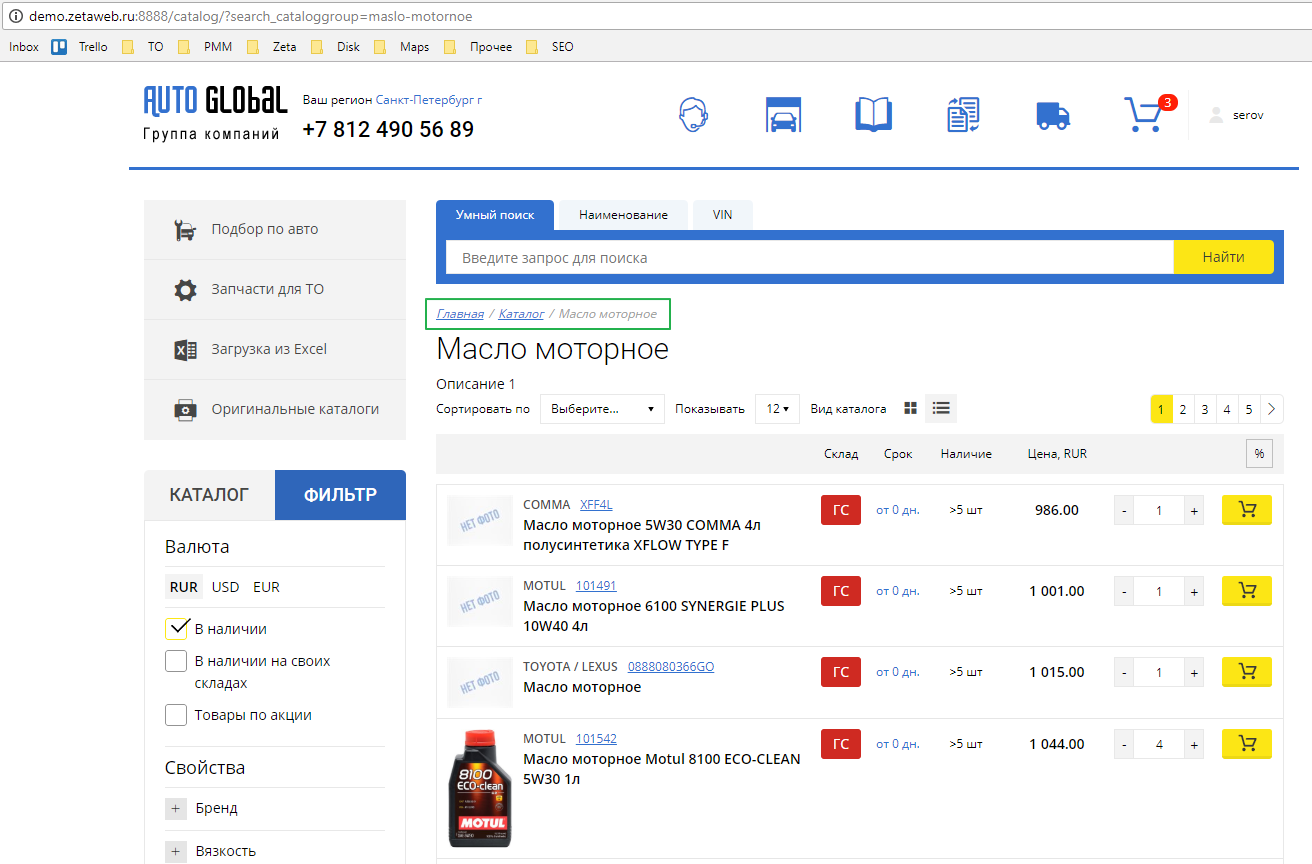 demo.zetaweb.ru:8888/catalog/?search_cataloggroup=maslo-motornoe
Inbox Trello ТО РММ Zeta Disk Maps Прочее SEO
AUTO GLOBAL
Группа компаний
Ваш регион Санкт-Петербург г
+7 812 490 56 89
3
serov
Подбор по авто
Запчасти для ТО
Загрузка из Excel
Оригинальные каталоги
Умный поиск Наименование VIN
Введите запрос для поиска Найти
Главная / Каталог / Масло моторное
Масло моторное
Описание 1
Сортировать по Выберите... Показывать 12 Вид каталога 1 2 3 4 5
Склад Срок Наличие Цена, RUR %
КАТАЛОГ ФИЛЬТР
Валюта
RUR USD EUR
В наличии
В наличии на своих
складах
Товары по акции
Свойства
+ Бренд
+ Вязкость
НЕТ ФОТО
COMMA XFF4L
Масло моторное 5W30 COMMA 4л
полусинтетика XFLOW TYPE F
ГС от 0 дн. >5 шт 986.00 - 1 +
НЕТ ФОТО
MOTUL 101491
Масло моторное 6100 SYNERGIE PLUS
10W40 4л
ГС от 0 дн. >5 шт 1 001.00 - 1 +
НЕТ ФОТО
TOYOTA / LEXUS 0888080366GO
Масло моторное
ГС от 0 дн. >5 шт 1 015.00 - 1 +
8100
ECO-clean
MOTUL
MOTUL 101542
Масло моторное Motul 8100 ECO-CLEAN
5W30 1л
ГС от 0 дн. >5 шт 1 044.00 - 4 +